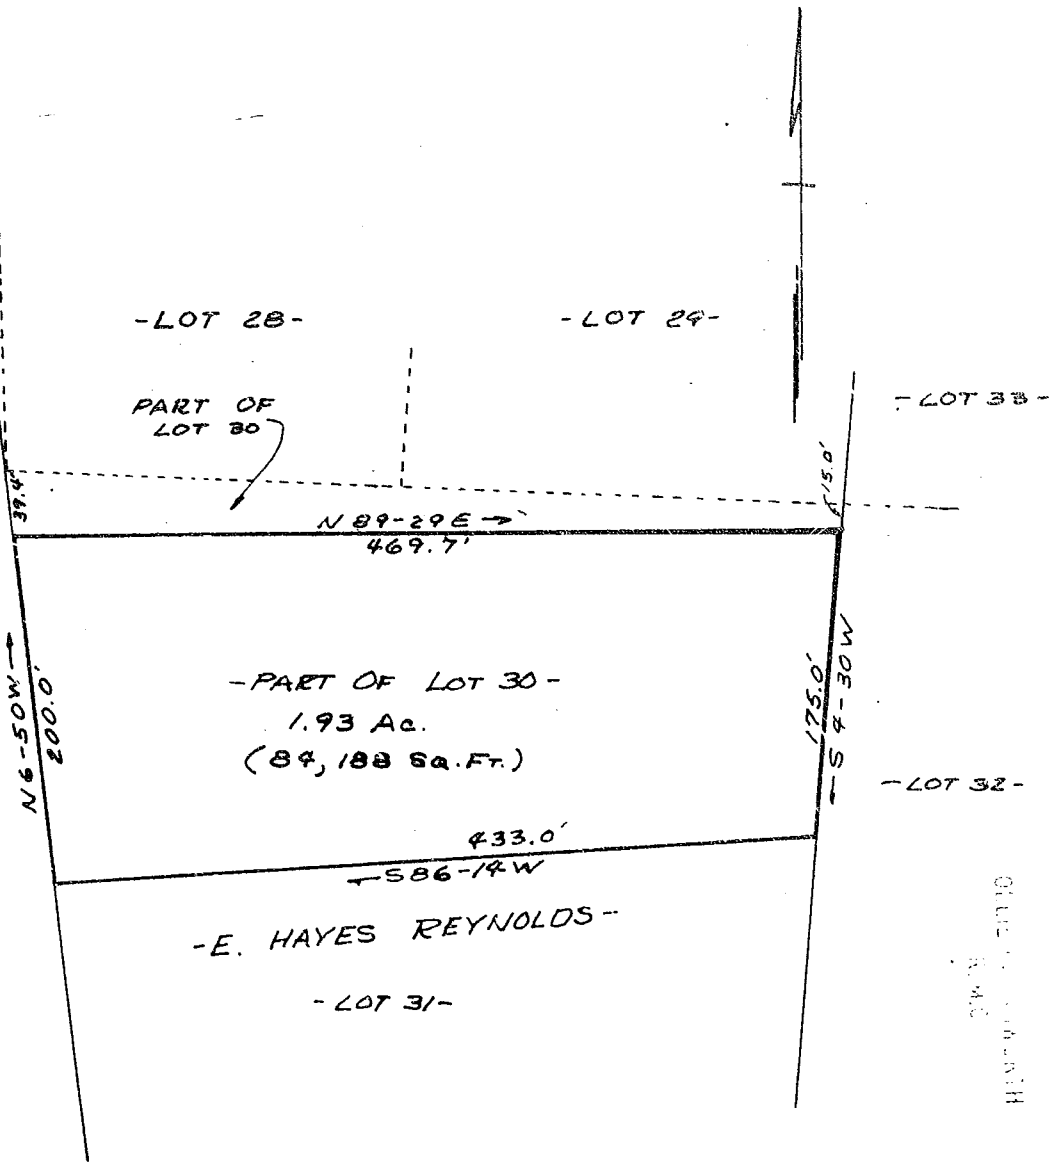 -LOT 28-
-LOT 29-
-LOT 33-
PART OF
LOT 30
39.4'
15.0'
N 89-29 E
469.7'
N 6-50 W
200.0'
-PART OF LOT 30-
1.93 Ac.
(84,188 Sq.Ft.)
175.0'
S 4-30 W
-LOT 32-
433.0'
S 86-14 W
-E. HAYES REYNOLDS-
-LOT 31-